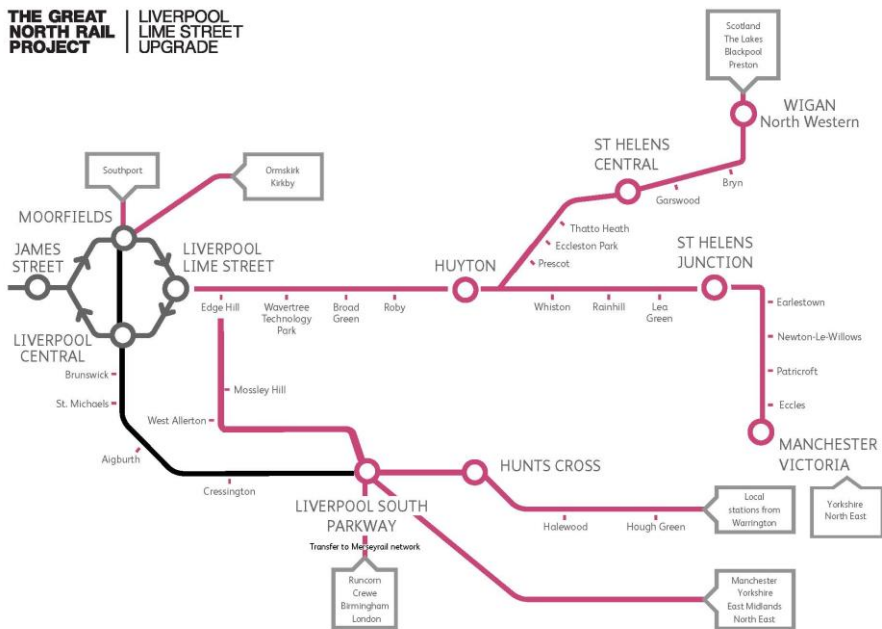 THE GREAT
NORTH RAIL
PROJECT
LIVERPOOL
LIME STREET
UPGRADE
Scotland
The Lakes
Blackpool
Preston
WIGAN
North Western
ST HELENS
CENTRAL
Bryn
Garswood
Southport
Ormskirk
Kirkby
MOORFIELDS
JAMES
STREET
LIVERPOOL
LIME STREET
Thatto Heath
Eccleston Park
Prescot
HUYTON
ST HELENS
JUNCTION
Edge Hill
Wavertree
Technology
Park
Broad
Green
Roby
Whiston
Rainhill
Lea
Green
Earlestown
Newton-Le-Willows
Patricroft
Eccles
LIVERPOOL
CENTRAL
Brunswick
St. Michaels
Mossley Hill
West Allerton
Aigburth
Cressington
MANCHESTER
VICTORIA
HUNTS CROSS
LIVERPOOL SOUTH
PARKWAY
Transfer to Merseyrail network
Halewood
Hough Green
Local
stations from
Warrington
Yorkshire
North East
Runcorn
Crewe
Birmingham
London
Manchester
Yorkshire
East Midlands
North East